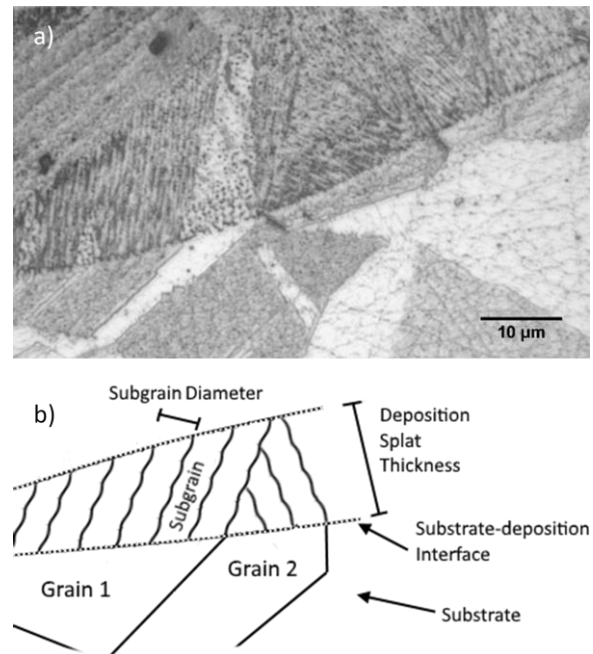 a)
10 µm
b)
Subgrain Diameter
Deposition
Splat
Thickness
Subgrain
Substrate-deposition
Interface
Grain 1
Grain 2
Substrate